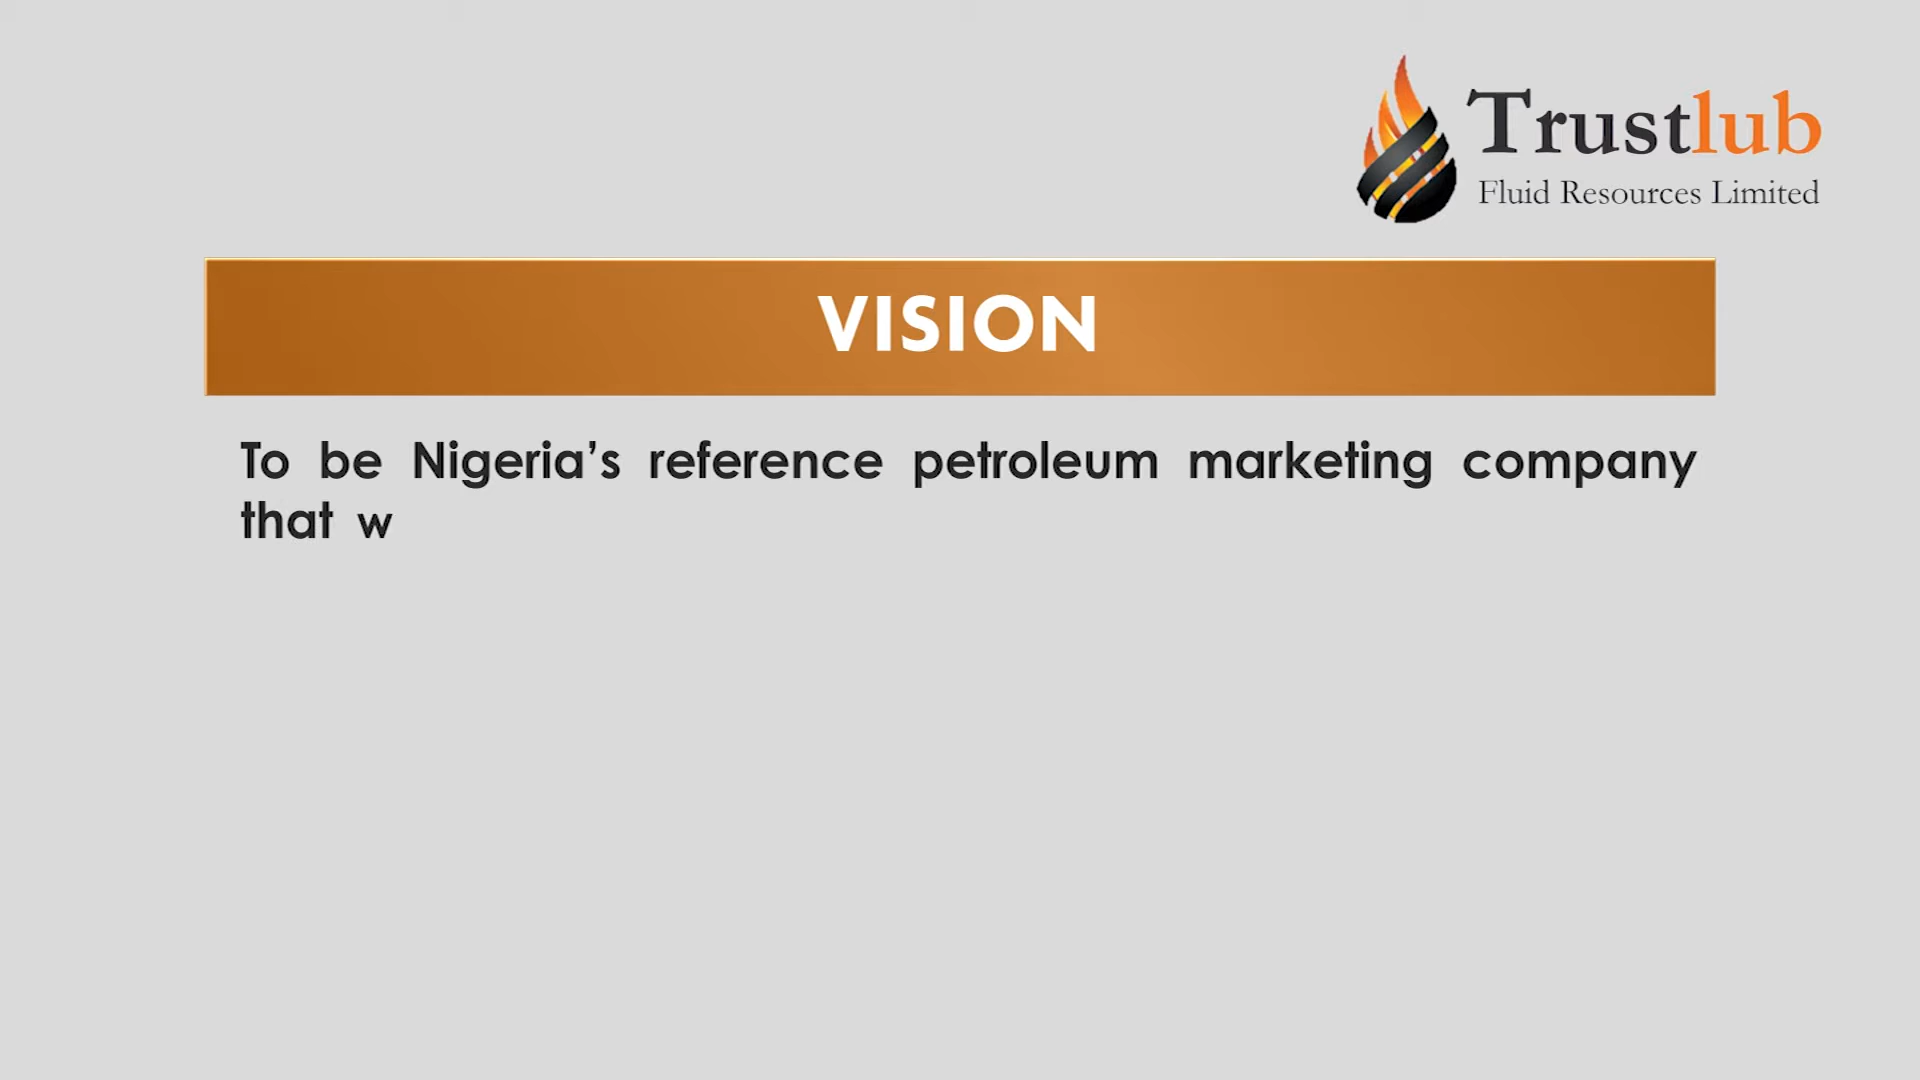 Trustlub
Fluid Resources Limited
VISION
To be Nigeria’s reference petroleum marketing company
that w